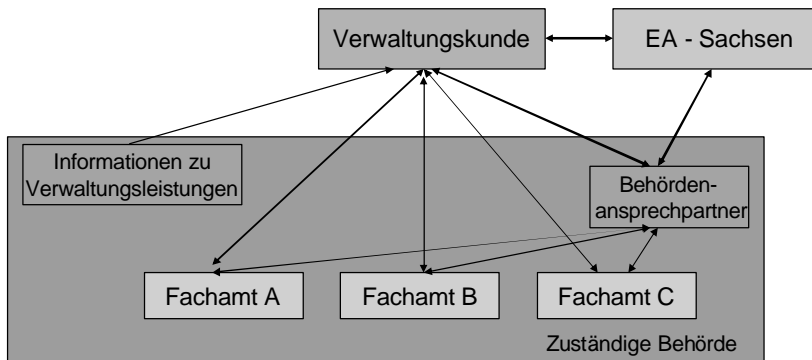 Verwaltungskunde
EA - Sachsen
Informationen zu
Verwaltungsleistungen
Behörden-
ansprechpartner
Fachamt A
Fachamt B
Fachamt C
Zuständige Behörde